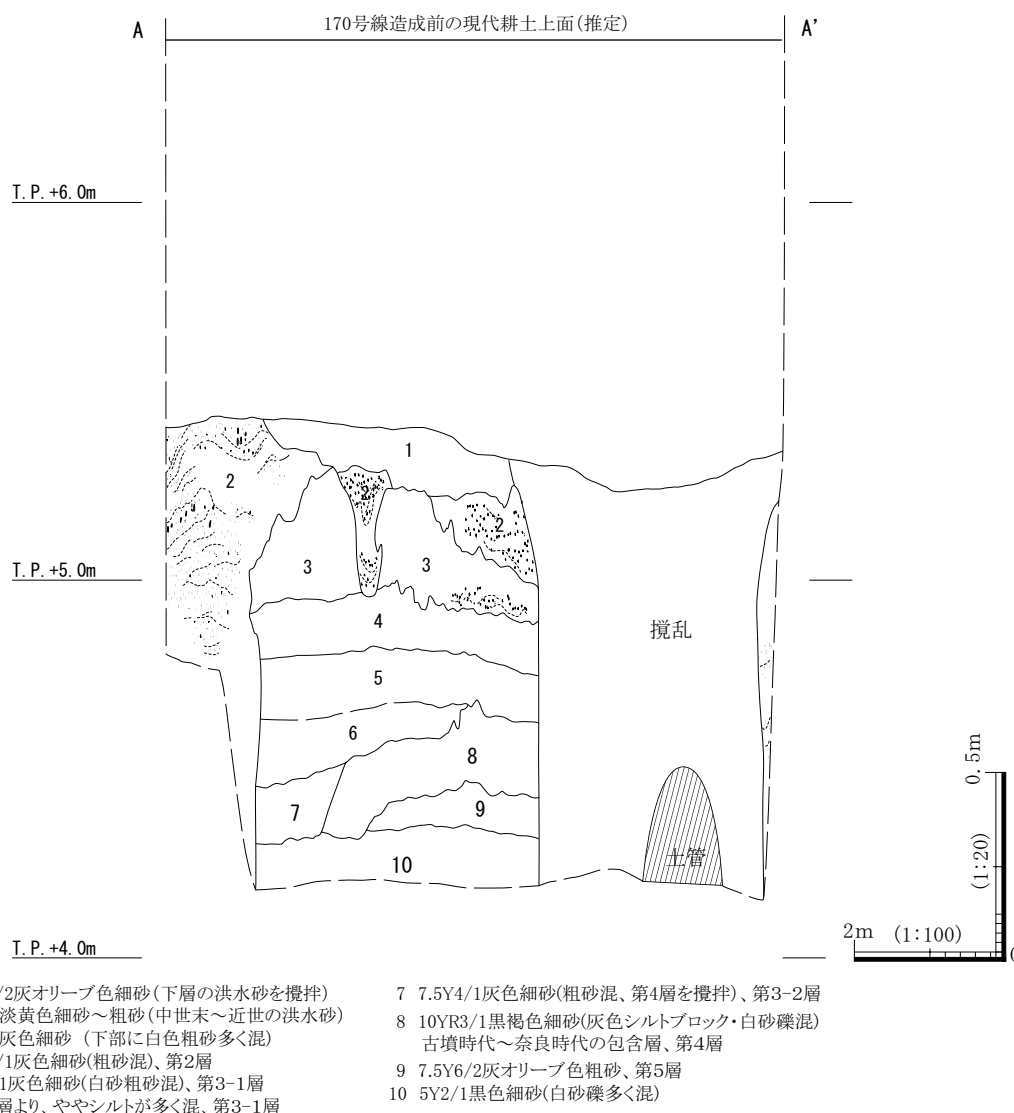 A 170号線造成前の現代耕土上面(推定) A’
T.P.+6.0m
1
2
2
2
T.P.+5.0m
3
3
4
攪乱
5
6
8
0.5m
7
9
土管
(1:20)
10
2m (1:100)
T.P.+4.0m
/2灰オリーブ色細砂(下層の洪水砂を攪拌)
淡黄色細砂～粗砂(中世末～近世の洪水砂)
灰色細砂 (下部に白色粗砂多く混)
/1灰色細砂(粗砂混)、第2層
1灰色細砂(白砂粗砂混)、第3-1層
層より、ややシルトが多く混、第3-1層
7 7.5Y4/1灰色細砂(粗砂混、第4層を攪拌)、第3-2層
8 10YR3/1黒褐色細砂(灰色シルトブロック・白砂礫混)
古墳時代～奈良時代の包含層、第4層
9 7.5Y6/2灰オリーブ色粗砂、第5層
10 5Y2/1黒色細砂(白砂礫多く混)